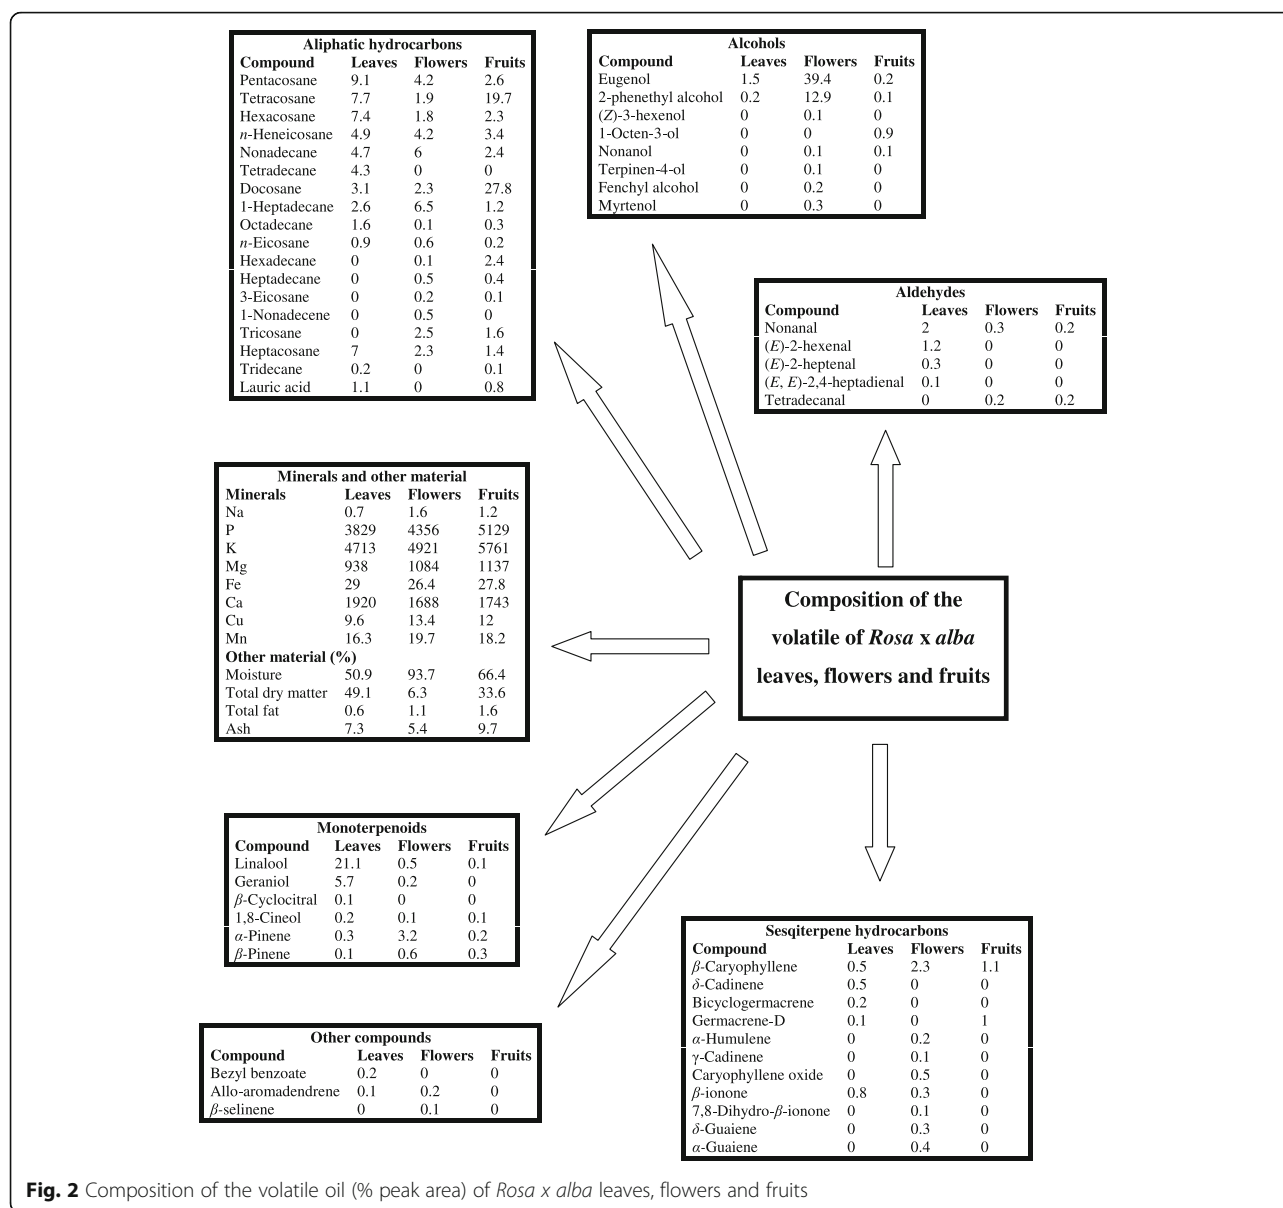 Aliphatic hydrocarbons
Compound Leaves Flowers Fruits
Pentacosane 9.1 4.2 2.6
Tetracosane 7.7 1.9 19.7
Hexacosane 7.4 1.8 2.3
n-Heneicosane 4.9 4.2 3.4
Nonadecane 4.7 6 2.4
Tetradecane 4.3 0 0
Docosane 3.1 2.3 27.8
1-Heptadecane 2.6 6.5 1.2
Octadecane 1.6 0.1 0.3
n-Eicosane 0.9 0.6 0.2
Hexadecane 0 0.1 2.4
Heptadecane 0 0.5 0.4
3-Eicosane 0 0.2 0.1
1-Nonadecene 0 0.5 0
Tricosane 0 2.5 1.6
Heptacosane 7 2.3 1.4
Tridecane 0.2 0 0.1
Lauric acid 1.1 0 0.8
Alcohols
Compound Leaves Flowers Fruits
Eugenol 1.5 39.4 0.2
2-phenethyl alcohol 0.2 12.9 0.1
(Z)-3-hexenol 0 0.1 0
1-Octen-3-ol 0 0 0.9
Nonanol 0 0.1 0.1
Terpinen-4-ol 0 0.1 0
Fenchyl alcohol 0 0.2 0
Myrtenol 0 0.3 0
Aldehydes
Compound Leaves Flowers Fruits
Nonanal 2 0.3 0.2
(E)-2-hexenal 1.2 0 0
(E)-2-heptenal 0.3 0 0
(E, E)-2,4-heptadienal 0.1 0 0
Tetradecanal 0 0.2 0.2
Minerals and other material
Minerals Leaves Flowers Fruits
Na 0.7 1.6 1.2
P 3829 4356 5129
K 4713 4921 5761
Mg 938 1084 1137
Fe 29 26.4 27.8
Ca 1920 1688 1743
Cu 9.6 13.4 12
Mn 16.3 19.7 18.2
Other material (%)
Moisture 50.9 93.7 66.4
Total dry matter 49.1 6.3 33.6
Total fat 0.6 1.1 1.6
Ash 7.3 5.4 9.7
Composition of the
volatile of Rosa x alba
leaves, flowers and fruits
Monoterpenoids
Compound Leaves Flowers Fruits
Linalool 21.1 0.5 0.1
Geraniol 5.7 0.2 0
β-Cyclocitral 0.1 0 0
1,8-Cineol 0.2 0.1 0.1
α-Pinene 0.3 3.2 0.2
β-Pinene 0.1 0.6 0.3
Sesqiterpene hydrocarbons
Compound Leaves Flowers Fruits
β-Caryophyllene 0.5 2.3 1.1
δ-Cadinene 0.5 0 0
Bicyclogermacrene 0.2 0 0
Germacrene-D 0.1 0 1
α-Humulene 0 0.2 0
γ-Cadinene 0 0.1 0
Caryophyllene oxide 0 0.5 0
β-ionone 0.8 0.3 0
7,8-Dihydro-β-ionone 0 0.1 0
δ-Guaiene 0 0.3 0
α-Guaiene 0 0.4 0
Other compounds
Compound Leaves Flowers Fruits
Bezyl benzoate 0.2 0 0
Allo-aromadendrene 0.1 0.2 0
β-selinene 0 0.1 0
Fig. 2 Composition of the volatile oil (% peak area) of Rosa x alba leaves, flowers and fruits